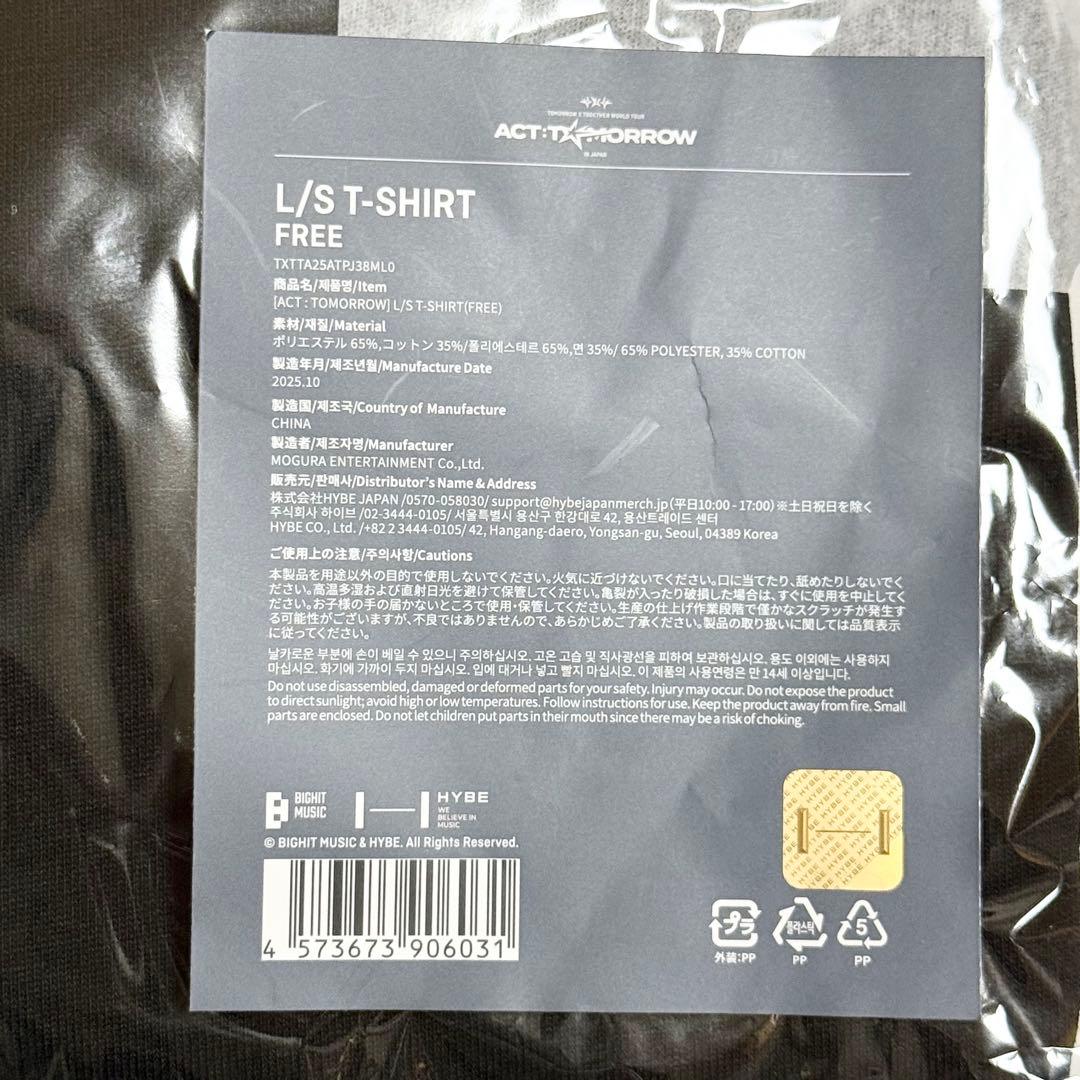 TOMORROW X TOGETHER WORLD TOUR
ACT:TOMORROW
IN JAPAN
L/S T-SHIRT
FREE
TXTTA25ATPJ38ML0
商品名/제품명/Item
[ACT : TOMORROW] L/S T-SHIRT(FREE)
素材/재질/Material
ポリエステル 65%,コットン 35%/폴리에스테르 65%,면 35%/ 65% POLYESTER, 35% COTTON
製造年月/제조년월/Manufacture Date
2025.10
製造国/제조국/Country of Manufacture
CHINA
製造者/제조자명/Manufacturer
MOGURA ENTERTAINMENT Co.,Ltd.
販売元/판매사/Distributor's Name & Address
株式会社HYBE JAPAN /0570-058030/ support@hybejapanmerch.jp (平日10:00 - 17:00) ※土日祝日を除く
주식회사 하이브 /02-3444-0105/ 서울특별시 용산구 한강대로 42, 용산트레이드 센터
HYBE CO., Ltd. /+82 2 3444-0105/ 42, Hangang-daero, Yongsan-gu, Seoul, 04389 Korea
ご使用上の注意/주의사항/Cautions
本製品を用途以外の目的で使用しないでください。火気に近づけないでください。口に当てたり、舐めたりしないでく
ださい。高温多湿および直射日光を避けて保管してください。亀裂が入ったり破損した場合は、すぐに使用を中止してく
ださい。お子様の手の届かないところで使用・保管してください。生産の仕上げ作業段階で僅かなスクラッチが発生す
る可能性がございますが、不良ではありませんので、あらかじめご了承ください。製品の取り扱いに関しては品質表示
に従ってください。
날카로운 부분에 손이 베일 수 있으니 주의하십시오. 고온 고습 및 직사광선을 피하여 보관하십시오. 용도 이외에는 사용하지
마십시오. 화기에 가까이 두지 마십시오. 입에 대거나 넣고 빨지 마십시오. 이 제품의 사용연령은 만 14세 이상입니다.
Do not use disassembled, damaged or deformed parts for your safety. Injury may occur. Do not expose the product
to direct sunlight; avoid high or low temperatures. Follow instructions for use. Keep the product away from fire. Small
parts are enclosed. Do not let children put parts in their mouth since there may be a risk of choking.
BIGHIT
MUSIC
HYBE
WE
BELIEVE IN
MUSIC
© BIGHIT MUSIC & HYBE. All Rights Reserved.
4 573673 906031
プラ
外装:PP
플라스틱
PP
5
PP